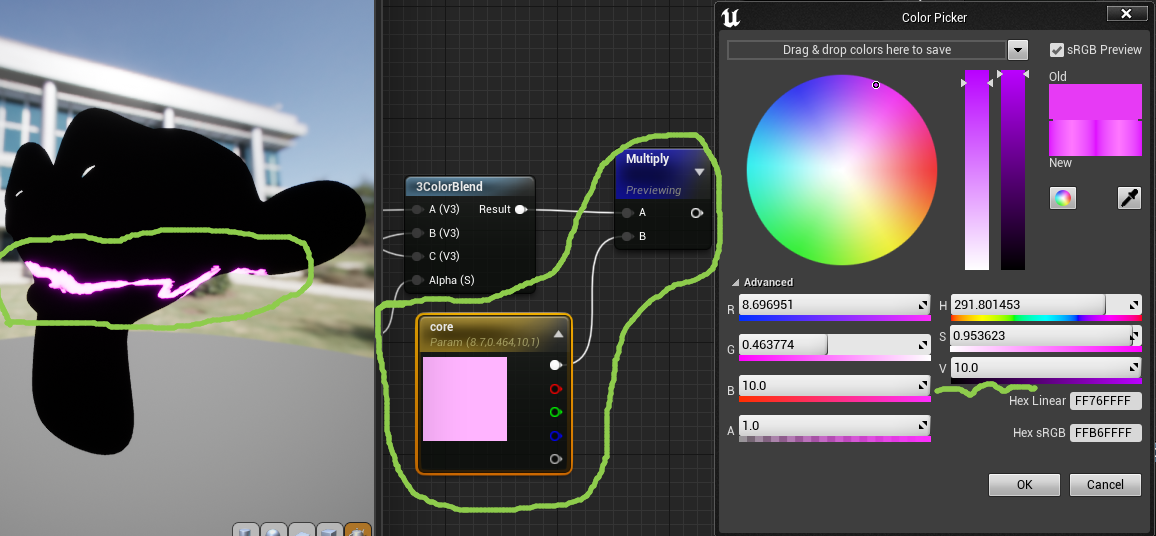 Color Picker
Drag & drop colors here to save
sRGB Preview
Old
New
Multiply
Previewing
A
B
3ColorBlend
A (V3) Result
B (V3)
C (V3)
Alpha (S)
core
Param (8.7,0.464,10,1)
Advanced
R 8.696951 H 291.801453
G 0.463774 S 0.953623
B 10.0 V 10.0
A 1.0
Hex Linear FF76FFFF
Hex sRGB FFB6FFFF
OK Cancel